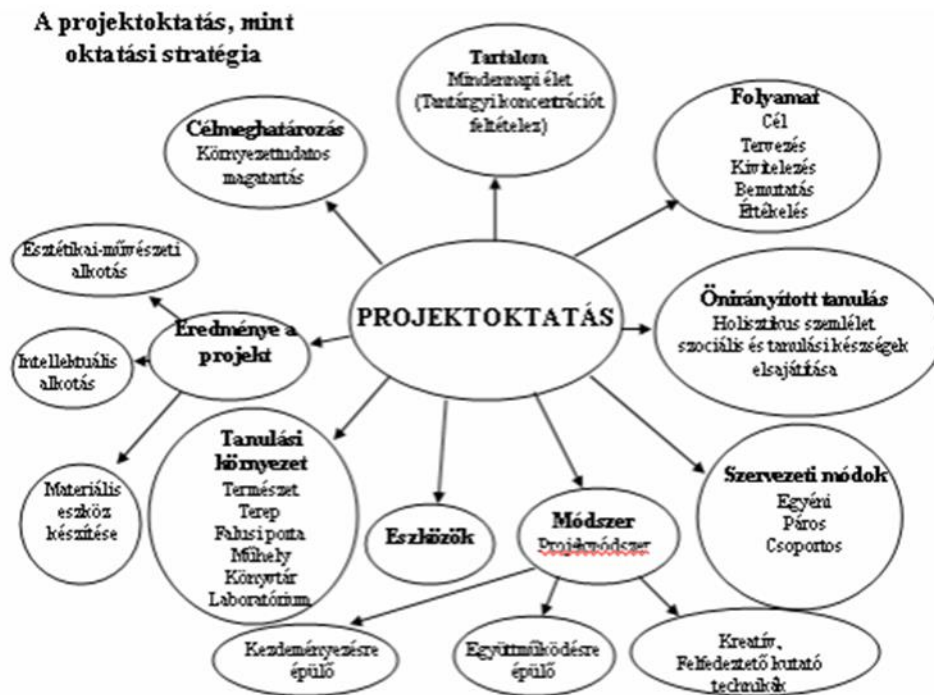 A projektoktatás, mint
oktatási stratégia
Tartalom
Mindennapi élet
(Tantárgyi koncentrációt
feltételez)
Folyamat
Cél
Tervezés
Kivitelezés
Bemutatás
Értékelés
Célmeghatározás
Környezettudatos
magatartás
Esztétikai-művészeti
alkotás
PROJEKTOKTATÁS
Önirányított tanulás
Holisztikus szemlélet
szociális és tanulási készségek
elsajátítása
Eredménye a
projekt
Intellektuális
alkotás
Tanulási
környezet
Természet
Terep
Falusi porta
Műhely
Könyvtár
Laboratórium
Materiális
eszköz
készítése
Eszközök
Módszer
Projektmódszer
Szervezeti módok
Egyéni
Páros
Csoportos
Kezdeményezésre
épülő
Együttműködésre
épülő
Kreatív,
Felfedeztető kutató
technikák